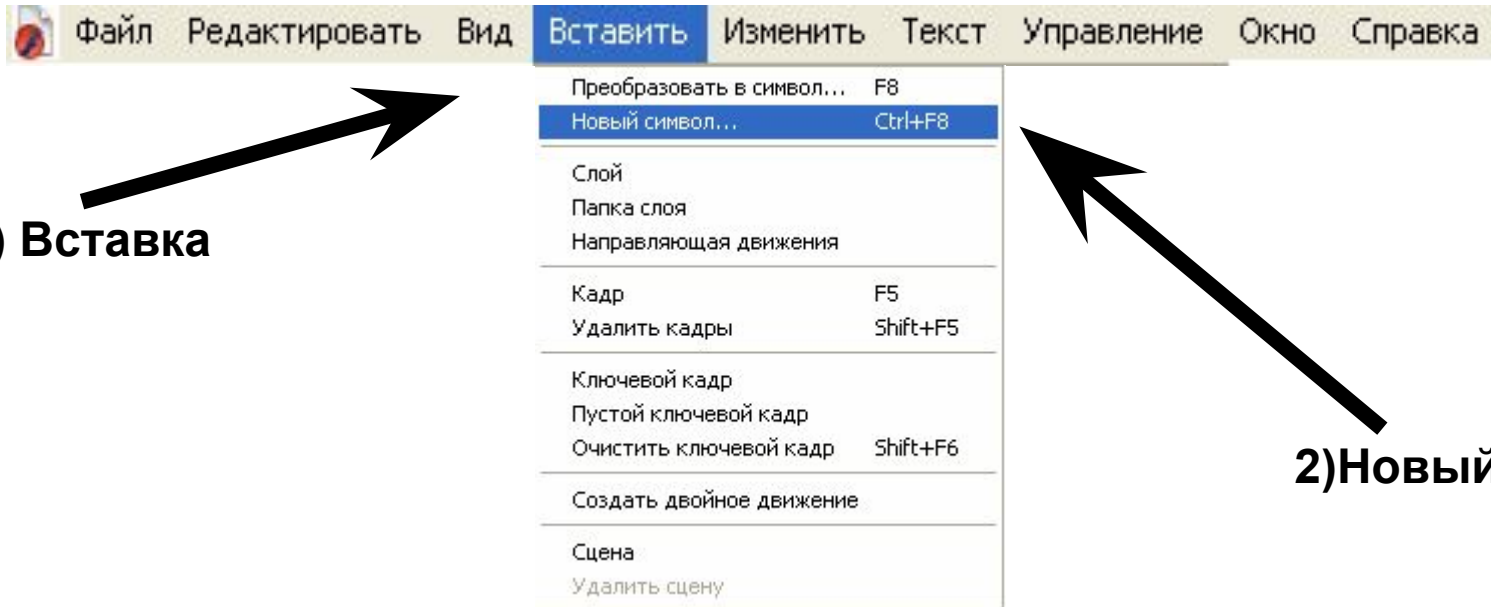 Файл Редактировать Вид Вставить Изменить Текст Управление Окно Справка
Преобразовать в символ... F8
Новый символ... Ctrl+F8
Слой
Папка слоя
Направляющая движения
Кадр F5
Удалить кадры Shift+F5
Ключевой кадр
Пустой ключевой кадр
Очистить ключевой кадр Shift+F6
Создать двойное движение
Сцена
Удалить сцену
) Вставка
2)Новый